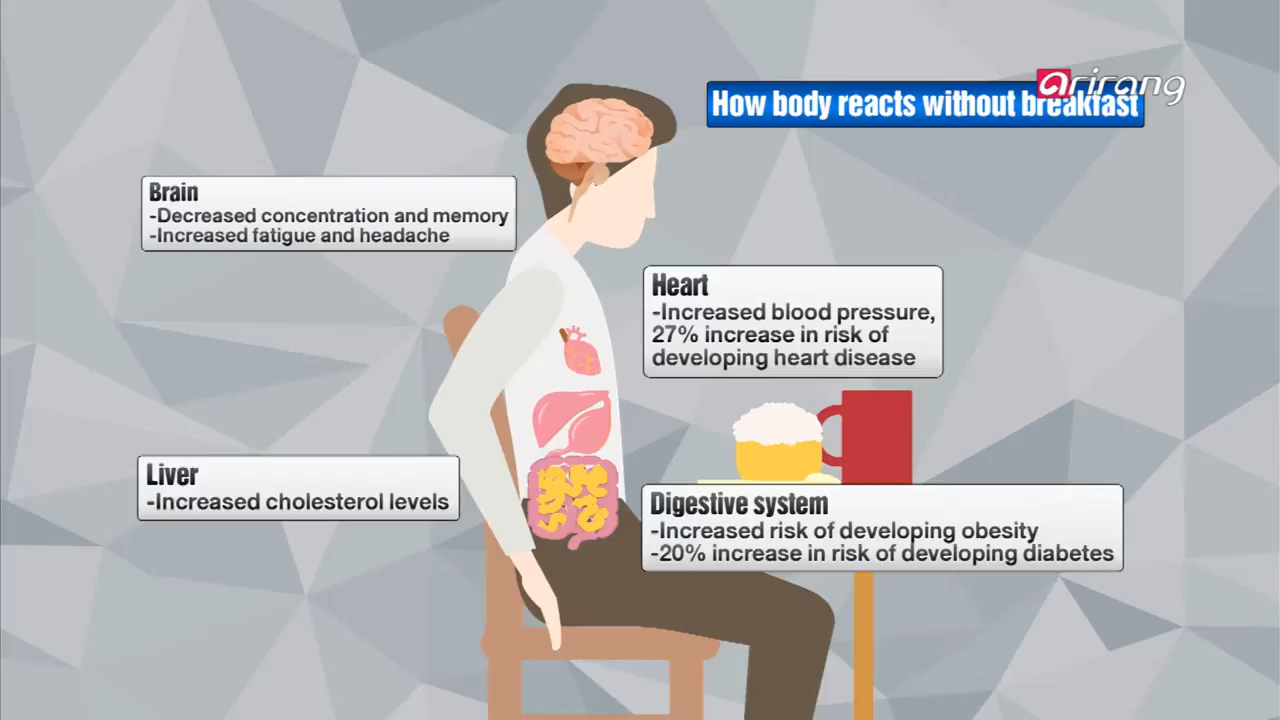 arirang
How body reacts without breakfast
Brain
-Decreased concentration and memory
-Increased fatigue and headache
Heart
-Increased blood pressure,
27% increase in risk of
developing heart disease
Liver
-Increased cholesterol levels
Digestive system
-Increased risk of developing obesity
-20% increase in risk of developing diabetes